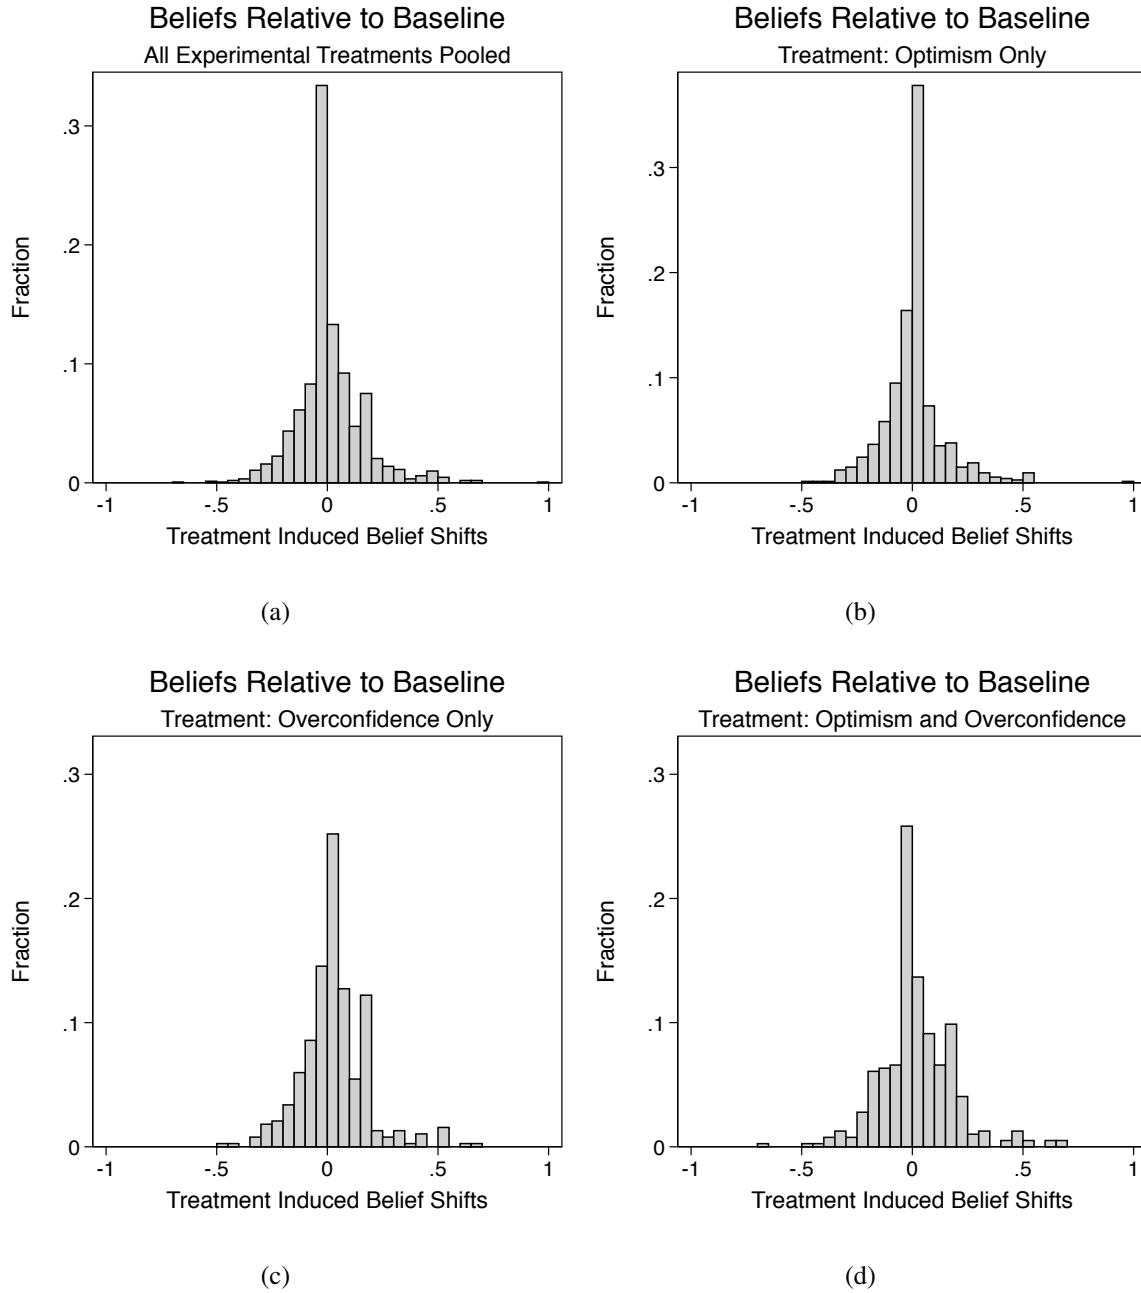 Beliefs Relative to Baseline
All Experimental Treatments Pooled
.3
.2
.1
0
Fraction
-1
-.5
0
.5
1
Treatment Induced Belief Shifts
(a)
Beliefs Relative to Baseline
Treatment: Optimism Only
.3
.2
.1
0
Fraction
-1
-.5
0
.5
1
Treatment Induced Belief Shifts
(b)
Beliefs Relative to Baseline
Treatment: Overconfidence Only
.3
.2
.1
0
Fraction
-1
-.5
0
.5
1
Treatment Induced Belief Shifts
(c)
Beliefs Relative to Baseline
Treatment: Optimism and Overconfidence
.3
.2
.1
0
Fraction
-1
-.5
0
.5
1
Treatment Induced Belief Shifts
(d)